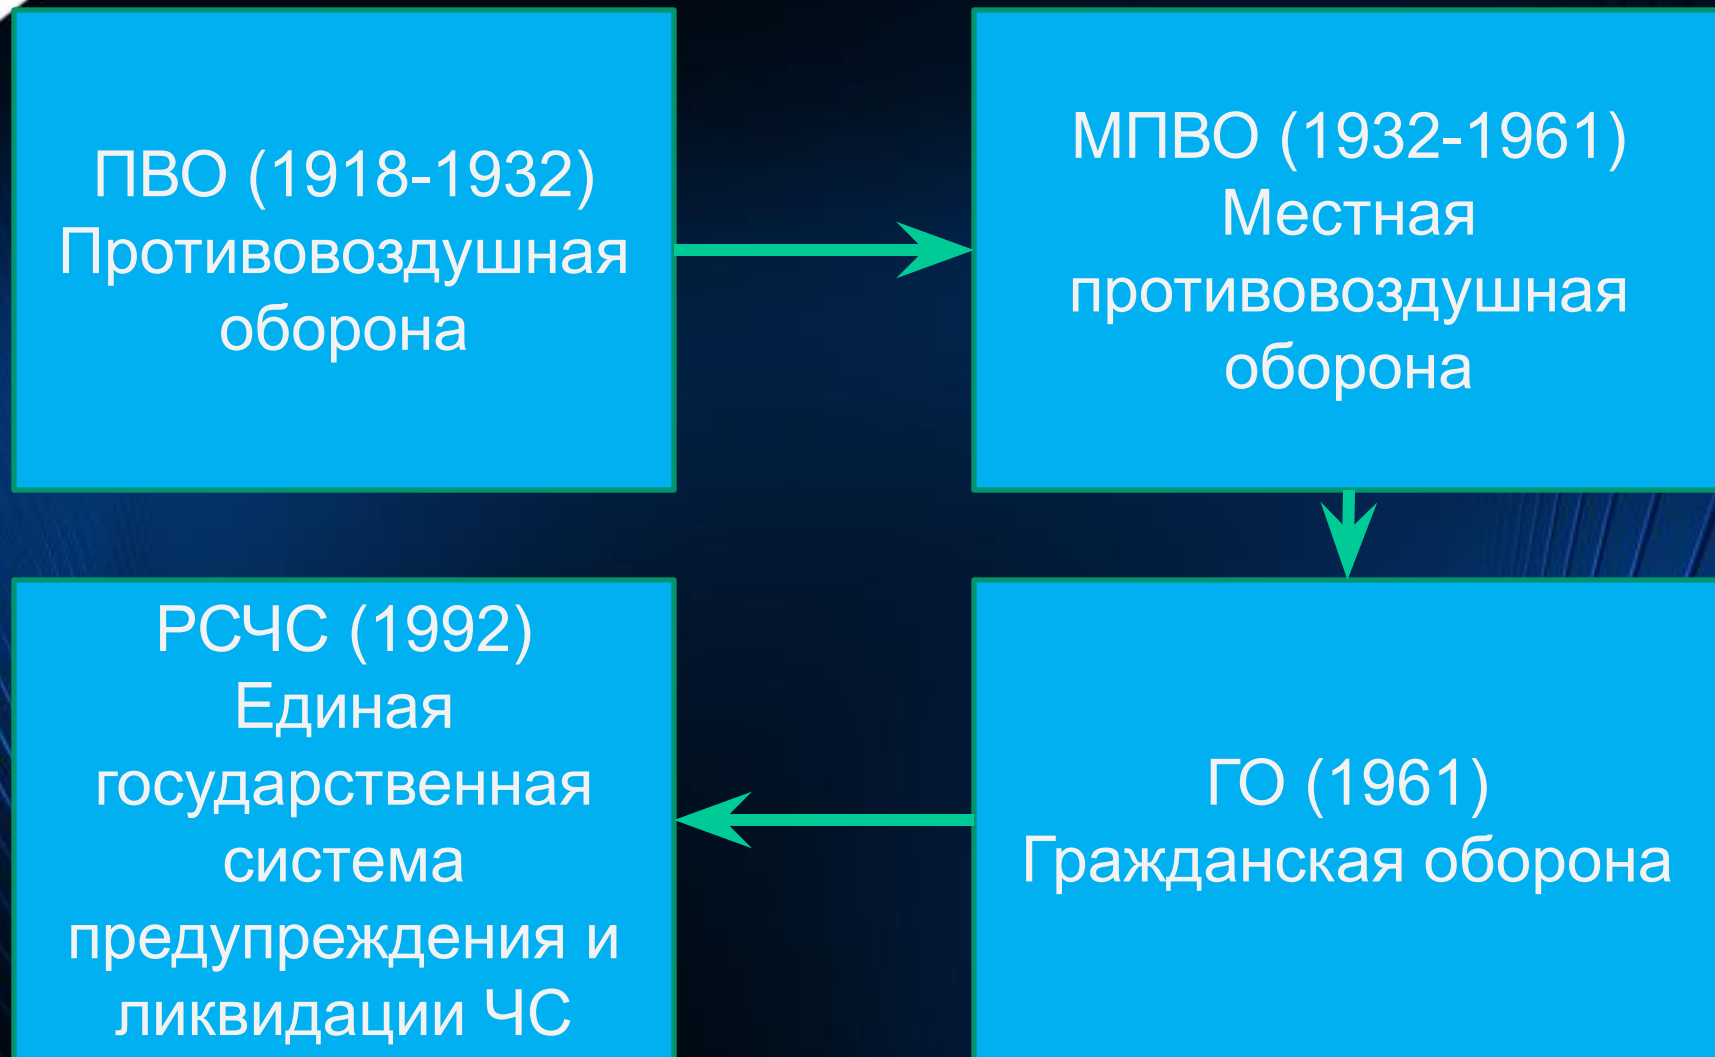 ПВО (1918-1932)
Противовоздушная
оборона
МПВО (1932-1961)
Местная
противовоздушная
оборона
ГО (1961)
Гражданская оборона
РСЧС (1992)
Единая
государственная
система
предупреждения и
ликвидации ЧС